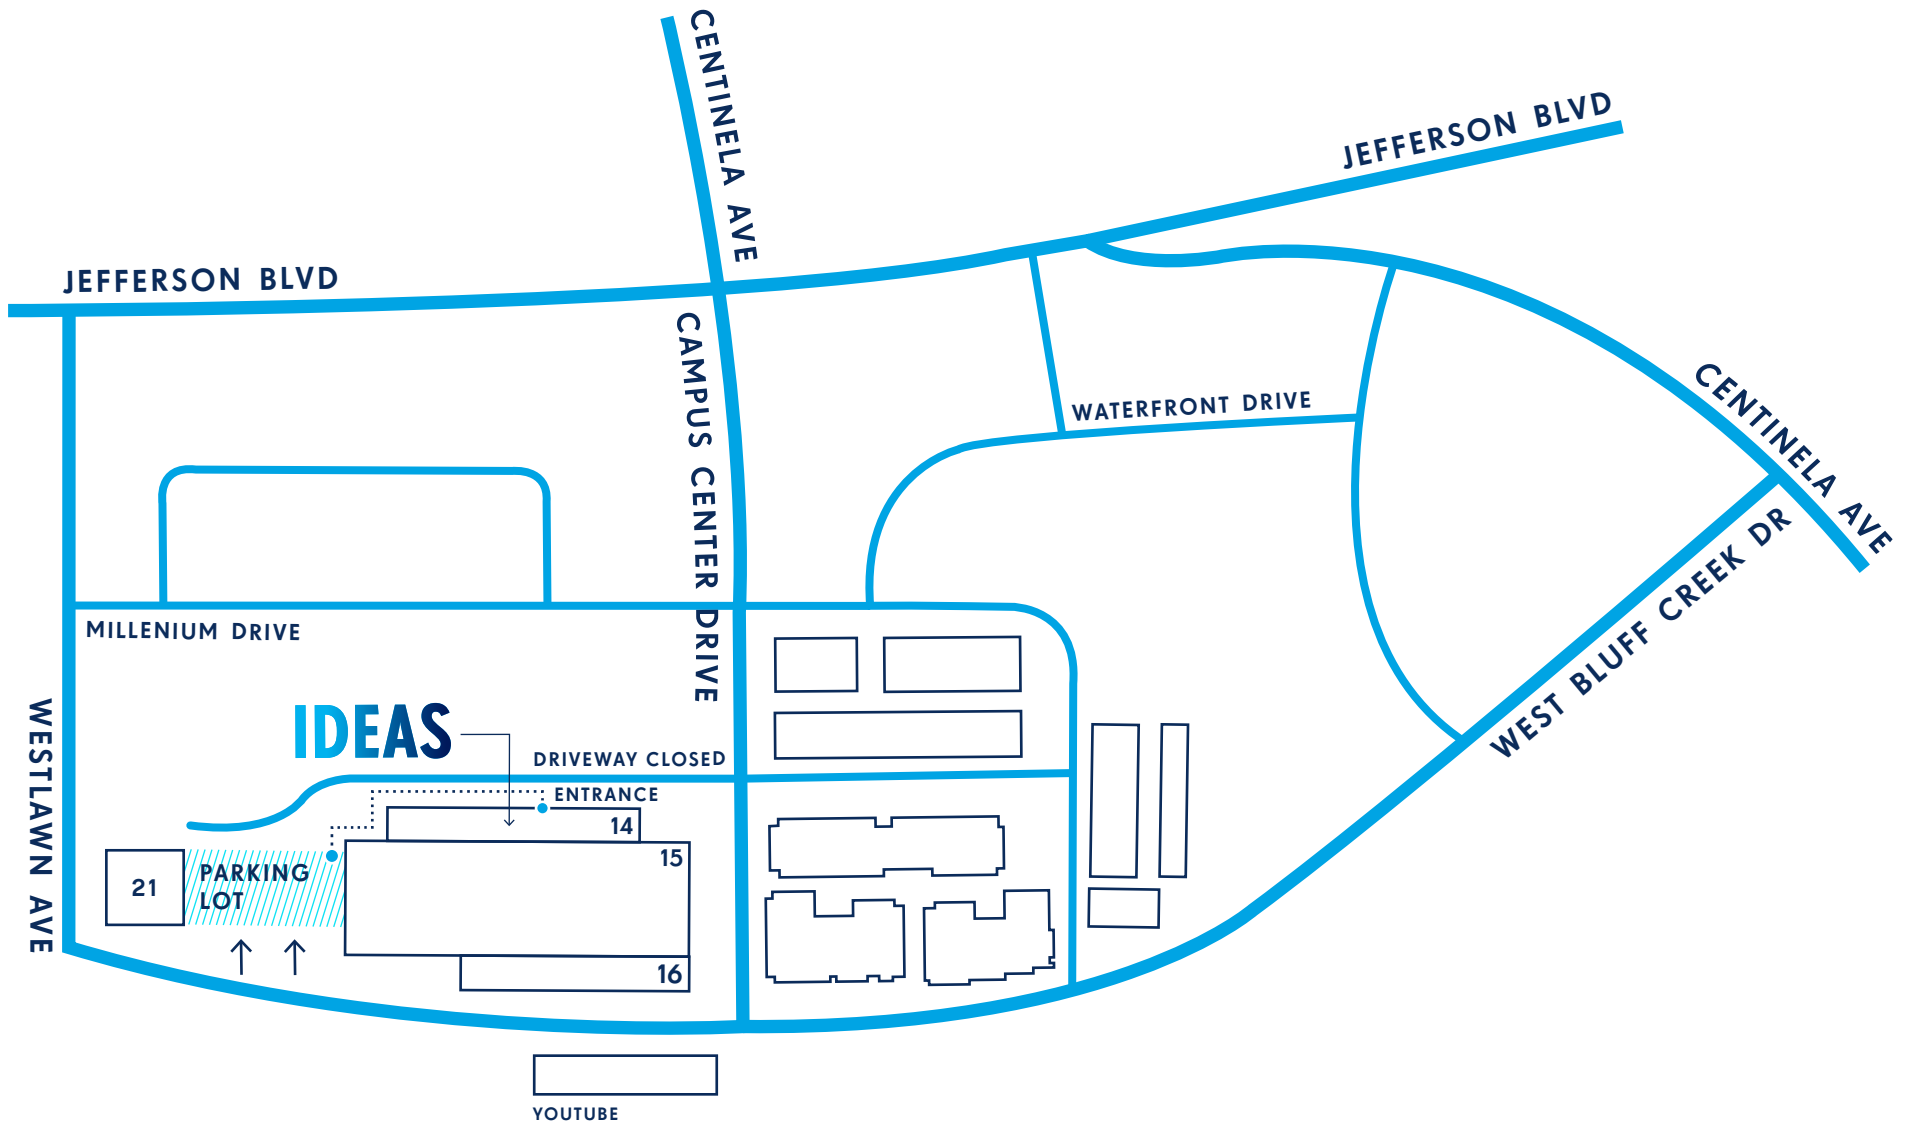 CENTINELA AVE
JEFFERSON BLVD
JEFFERSON BLVD
CAMPUS CENTER DRIVE
CENTINELA AVE
WATERFRONT DRIVE
WEST BLUFF CREEK DR
MILLENIUM DRIVE
WESTLAWN AVE
IDEAS
DRIVEWAY CLOSED
ENTRANCE
14
15
21
PARKING
LOT
16
YOUTUBE